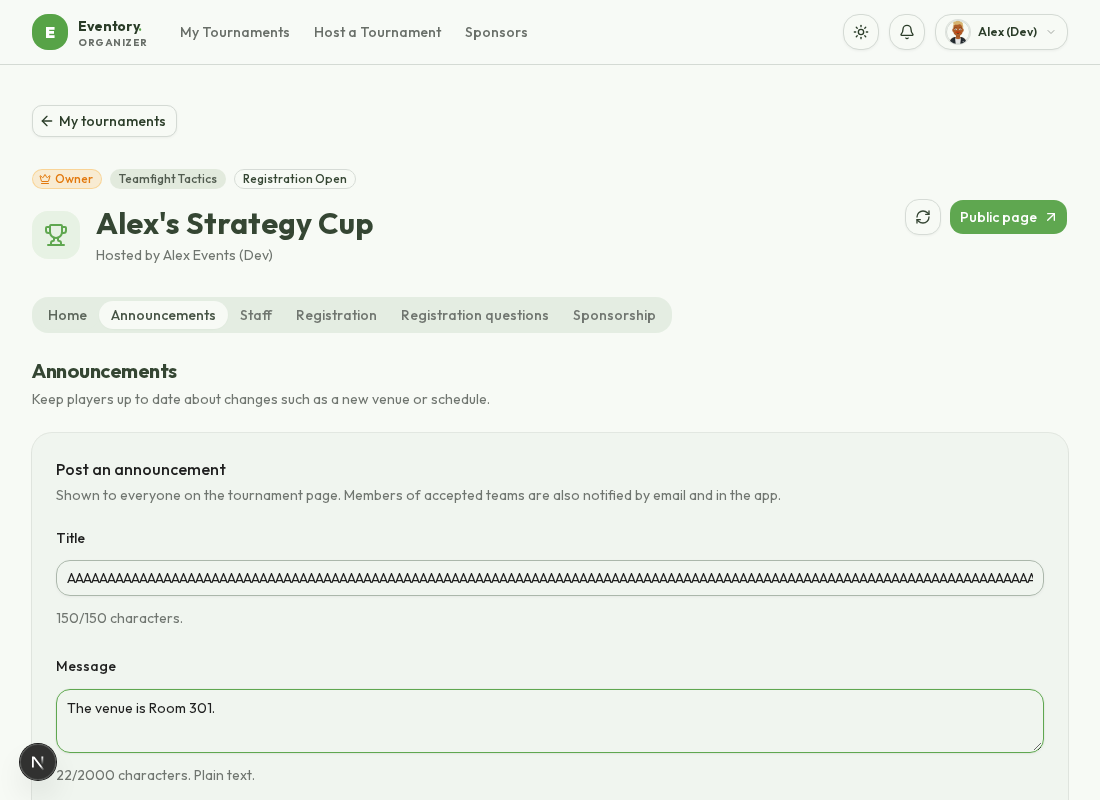 E
Eventory.
ORGANIZER
My Tournaments
Host a Tournament
Sponsors
Alex (Dev)
My tournaments
Owner
Teamfight Tactics
Registration Open
Alex's Strategy Cup
Hosted by Alex Events (Dev)
Public page
Home
Announcements
Staff
Registration
Registration questions
Sponsorship
Announcements
Keep players up to date about changes such as a new venue or schedule.
Post an announcement
Shown to everyone on the tournament page. Members of accepted teams are also notified by email and in the app.
Title
150/150 characters.
Message
The venue is Room 301.
22/2000 characters. Plain text.
N